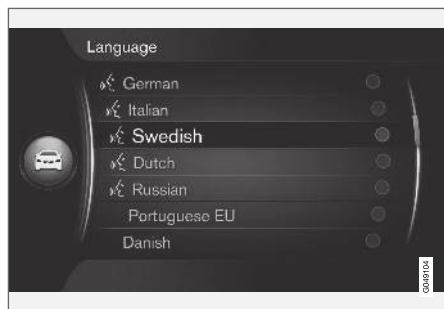 Language
German
Italian
Swedish
Dutch
Russian
Portuguese EU
Danish
G049104